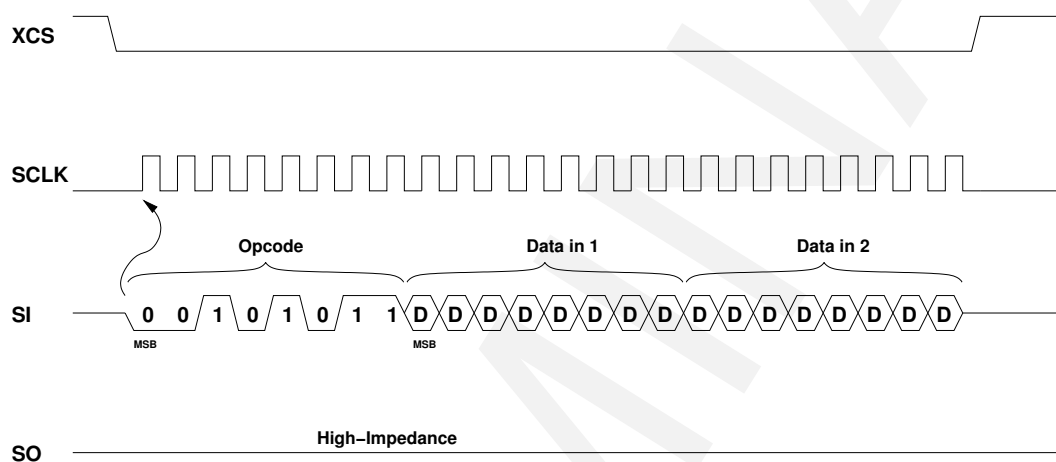 XCS
SCLK
Opcode Data in 1 Data in 2
SI 0 0 1 0 1 0 1 1 D D D D D D D D D D D D D D D D
MSB MSB
High−Impedance
SO